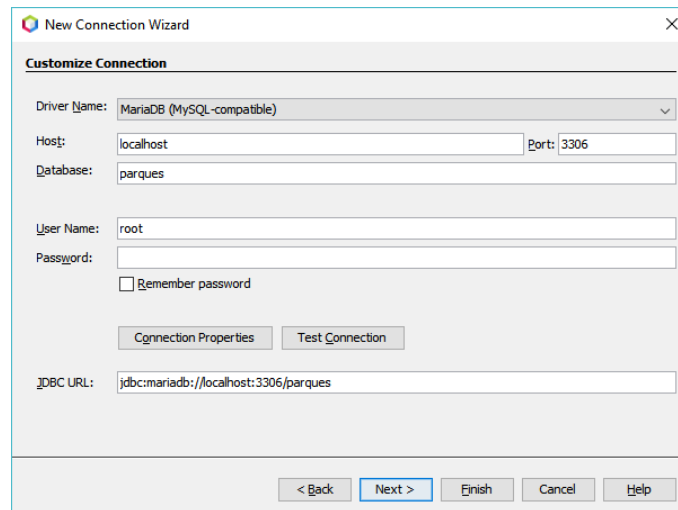 New Connection Wizard
Customize Connection
Driver Name: MariaDB (MySQL-compatible)
Host: localhost Port: 3306
Database: parques
User Name: root
Password:
Remember password
Connection Properties Test Connection
JDBC URL: jdbc:mariadb://localhost:3306/parques
< Back Next > Finish Cancel Help